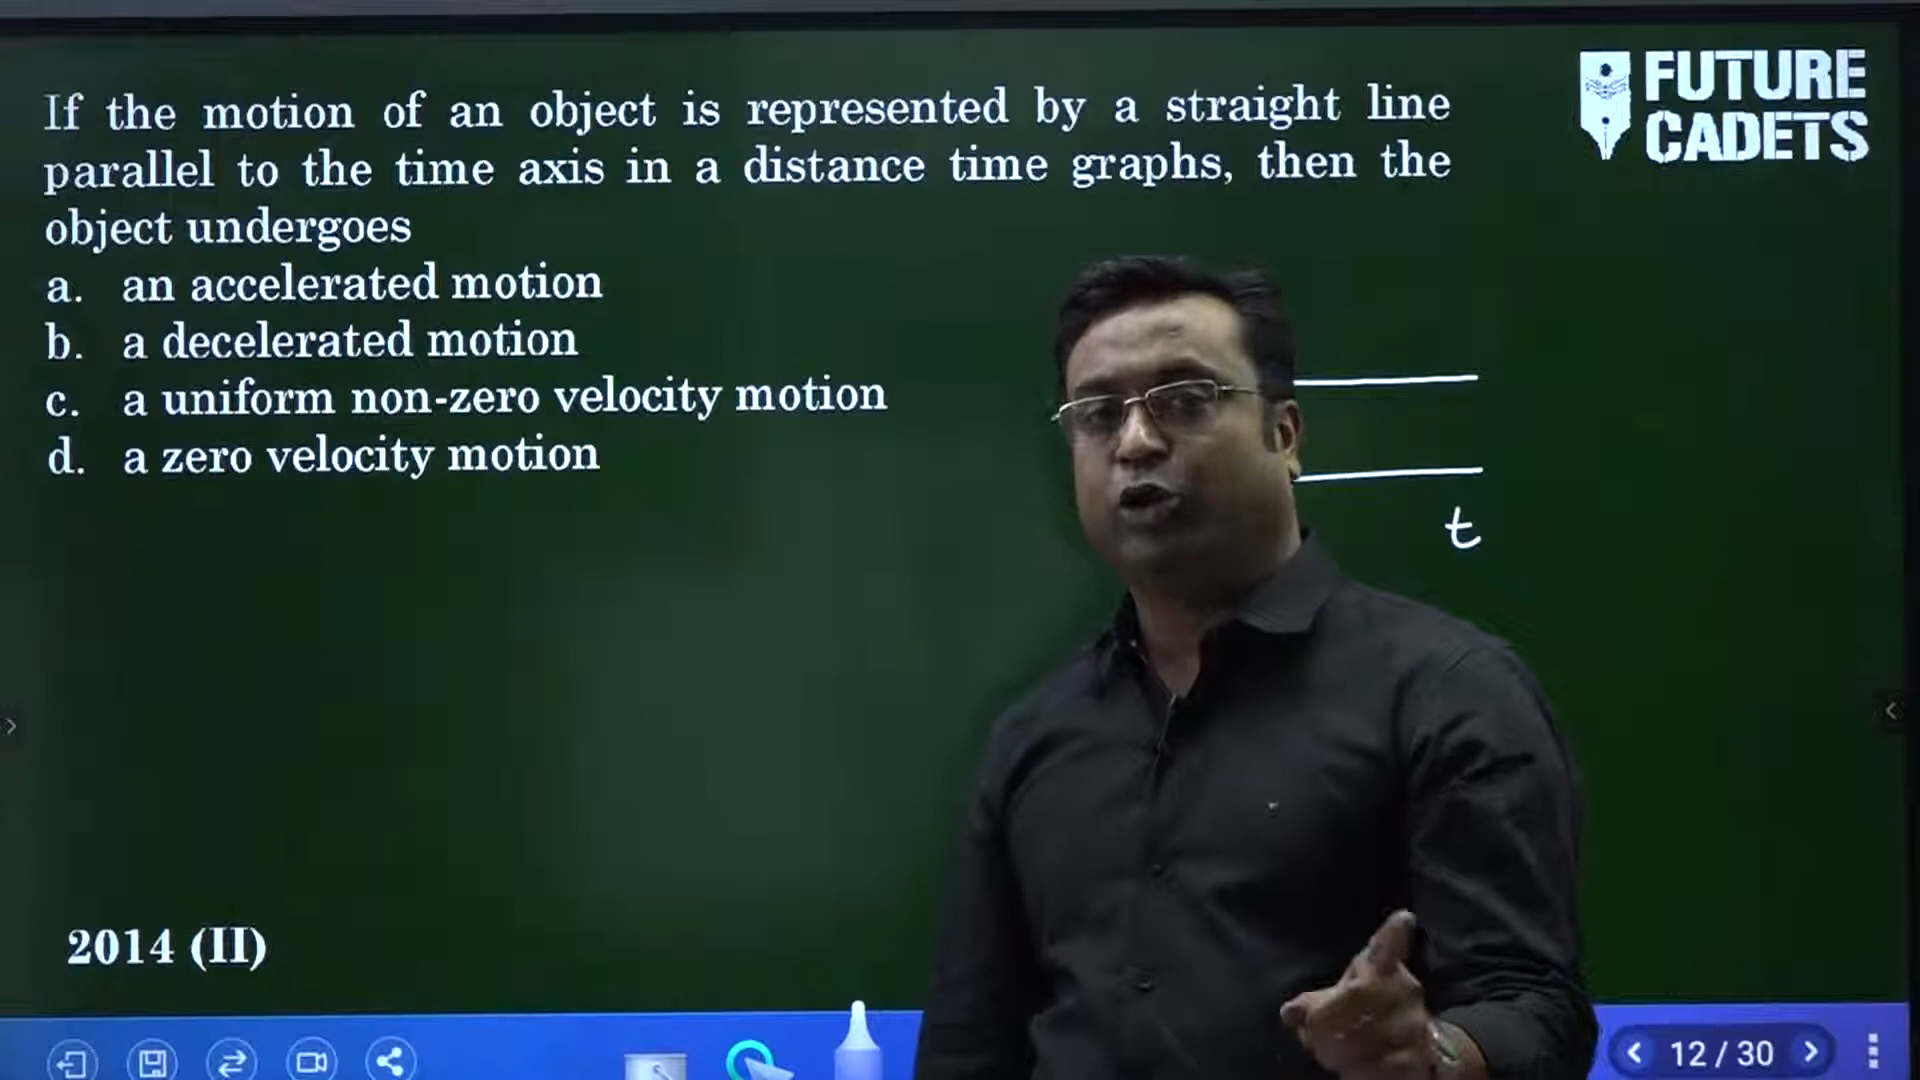 If the motion of an object is represented by a straight line
parallel to the time axis in a distance time graphs, then the
object undergoes
a. an accelerated motion
b. a decelerated motion
c. a uniform non-zero velocity motion
d. a zero velocity motion
FUTURE
CADETS
t
2014 (II)
12 / 30